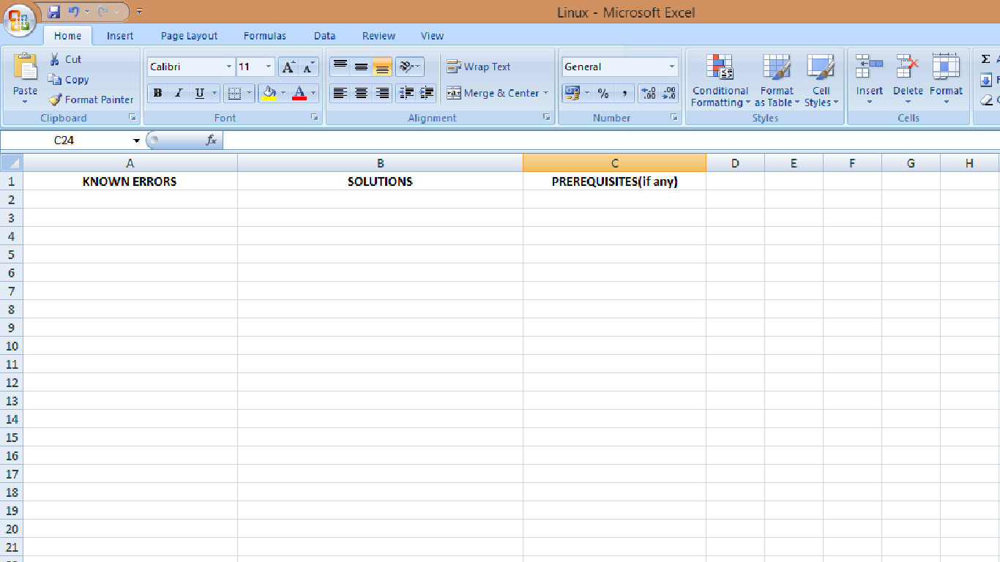 Linux - Microsoft Excel
Home Insert Page Layout Formulas Data Review View
Paste
Cut
Copy
Format Painter
Clipboard
Calibri 11
B I U
Font
Wrap Text
Merge & Center
Alignment
General
% ,
Number
Conditional Formatting
Format as Table
Cell Styles
Styles
Insert Delete Format
Cells
Σ
C24 fx
A B C D E F G H
1 KNOWN ERRORS SOLUTIONS PREREQUISITES(if any)
2
3
4
5
6
7
8
9
10
11
12
13
14
15
16
17
18
19
20
21